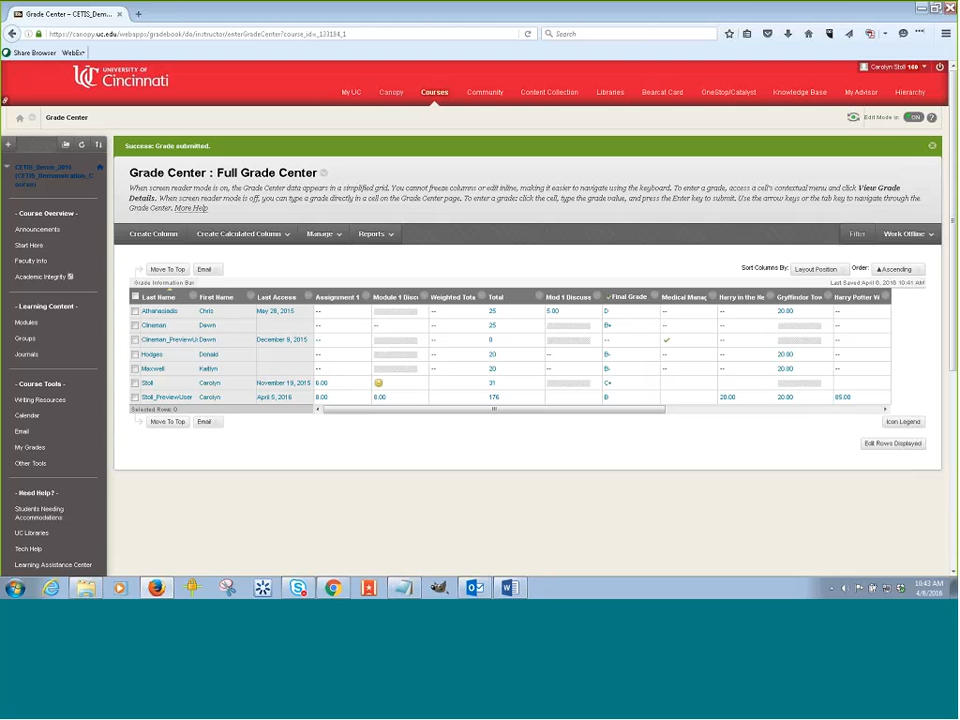 Grade Center – CETIS_Dem... ×
https://canopy.uc.edu/webapps/gradebook/do/instructor/enterGradeCenter?course_id=_133194_1
Search
Share Browser WebEx
UNIVERSITY OF
Cincinnati
Carolyn Stoll 160
My UC Canopy Courses Community Content Collection Libraries Bearcat Card OneStop/Catalyst Knowledge Base My Advisor Hierarchy
Grade Center
Edit Mode is: ON ?
Success: Grade submitted.
Grade Center : Full Grade Center
When screen reader mode is on, the Grade Center data appears in a simplified grid. You cannot freeze columns or edit inline, making it easier to navigate using the keyboard. To enter a grade, access a cell's contextual menu and click View Grade
Details. When screen reader mode is off, you can type a grade directly in a cell on the Grade Center page. To enter a grade: click the cell, type the grade value, and press the Enter key to submit. Use the arrow keys or the tab key to navigate through the
Grade Center. More Help
Create Column Create Calculated Column Manage Reports Filter Work Offline
Move To Top Email Sort Columns By: Layout Position Order: ▲Ascending
Grade Information Bar Last Saved:April 6, 2016 10:41 AM
Last Name First Name Last Access Assignment 1 Module 1 Discu Weighted Tota Total Mod 1 Discuss Final Grade Medical Manag Harry in the Ne Gryffindor Tow Harry Potter W
Athanasiadis Chris May 28, 2015 -- -- 25 5.00 D -- -- 20.00 --
Clineman Dawn -- -- -- 25 B+ -- -- --
Clineman_PreviewU Dawn December 9, 2015 -- -- 0 -- -- --
Hodges Donald -- -- 20 B- -- -- 20.00 --
Maxwell Kaitlyn -- -- 20 B- -- -- 20.00 --
Stoll Carolyn November 19, 2015 6.00 -- 31 C+ -- -- --
Stoll_PreviewUser Carolyn April 5, 2016 8.00 8.00 -- 176 B -- 20.00 20.00 85.00
Selected Rows: 0
Move To Top Email Icon Legend
Edit Rows Displayed
CETIS_Demo_2015
(CETIS_Demonstration_C
ourse)
- Course Overview -
Announcements
Start Here
Faculty Info
Academic Integrity
- Learning Content -
Modules
Groups
Journals
- Course Tools -
Writing Resources
Calendar
Email
My Grades
Other Tools
- Need Help? -
Students Needing
Accommodations
UC Libraries
Tech Help
Learning Assistance Center
10:43 AM
4/6/2016